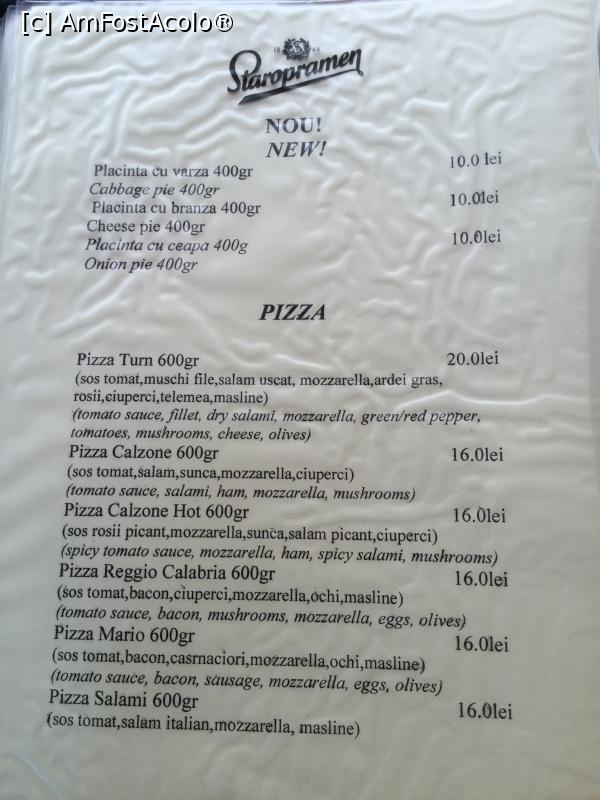 [c] AmFostAcolo®
1869
Staropramen
NOU!
NEW!
Placinta cu varza 400gr 10.0 lei
Cabbage pie 400gr
Placinta cu branza 400gr 10.0lei
Cheese pie 400gr
Placinta cu ceapa 400g 10.0lei
Onion pie 400gr
PIZZA
Pizza Turn 600gr 20.0lei
(sos tomat,muschi file,salam uscat, mozzarella,ardei gras,
rosii,ciuperci,telemea,masline)
(tomato sauce, fillet, dry salami, mozzarella, green/red pepper,
tomatoes, mushrooms, cheese, olives)
Pizza Calzone 600gr 16.0lei
(sos tomat,salam,sunca,mozzarella,ciuperci)
(tomato sauce, salami, ham, mozzarella, mushrooms)
Pizza Calzone Hot 600gr 16.0lei
(sos rosii picant,mozzarella,sunca,salam picant,ciuperci)
(spicy tomato sauce, mozzarella, ham, spicy salami, mushrooms)
Pizza Reggio Calabria 600gr 16.0lei
(sos tomat,bacon,ciuperci,mozzarella,ochi,masline)
(tomato sauce, bacon, mushrooms, mozzarella, eggs, olives)
Pizza Mario 600gr 16.0lei
(sos tomat,bacon,casrnaciori,mozzarella,ochi,masline)
(tomato sauce, bacon, sausage, mozzarella, eggs, olives)
Pizza Salami 600gr 16.0lei
(sos tomat,salam italian,mozzarella, masline)